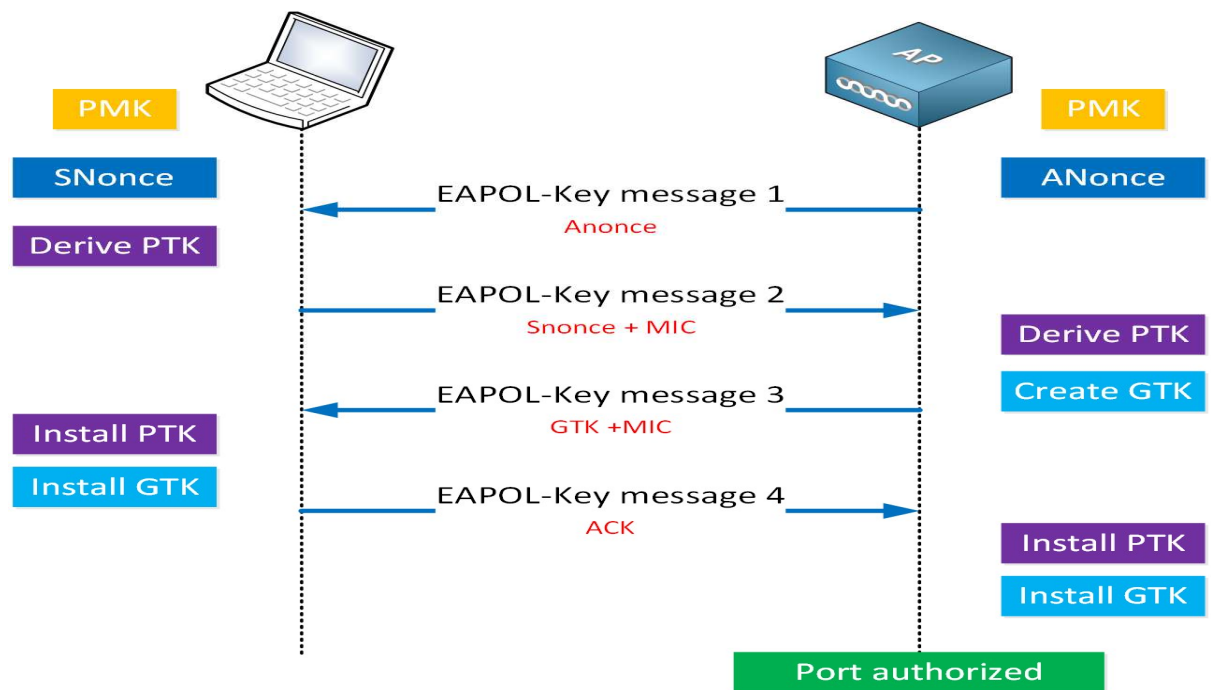 AP
PMK
PMK
SNonce
ANonce
EAPOL-Key message 1
Anonce
Derive PTK
EAPOL-Key message 2
Snonce + MIC
Derive PTK
EAPOL-Key message 3
GTK +MIC
Create GTK
Install PTK
Install GTK
EAPOL-Key message 4
ACK
Install PTK
Install GTK
Port authorized